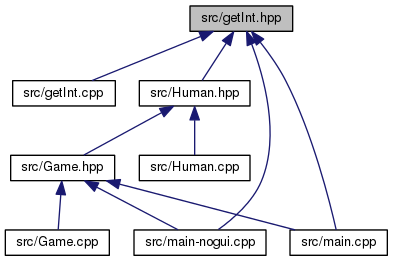 src/getInt.hpp
src/getInt.cpp
src/Human.hpp
src/Game.hpp
src/Human.cpp
src/Game.cpp
src/main-nogui.cpp
src/main.cpp